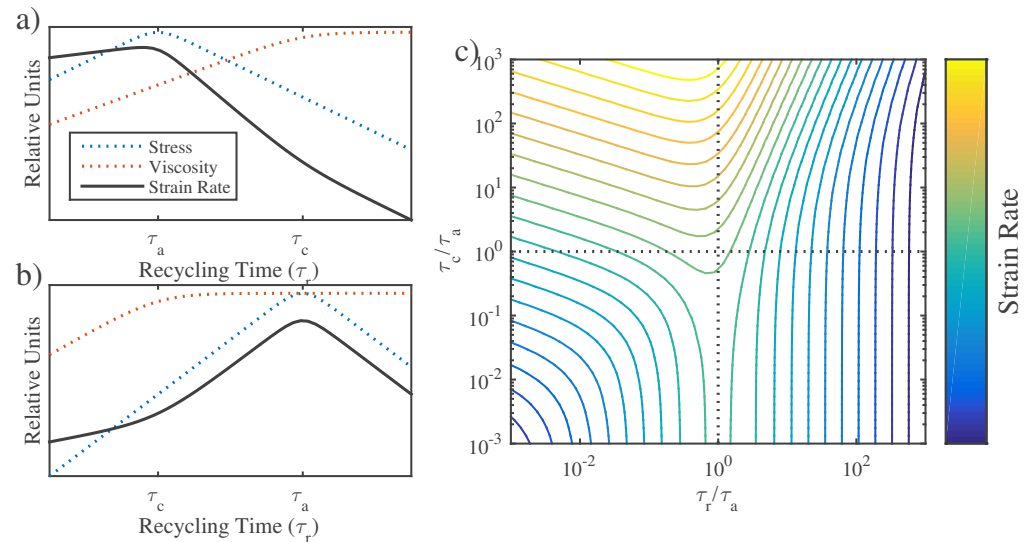 a)
Relative Units
Stress
Viscosity
Strain Rate
τa
τc
Recycling Time (τr)
b)
Relative Units
τc
τa
Recycling Time (τr)
c)
τc/τa
10^3
10^2
10^1
10^0
10^-1
10^-2
10^-3
10^-2
10^0
10^2
τr/τa
Strain Rate